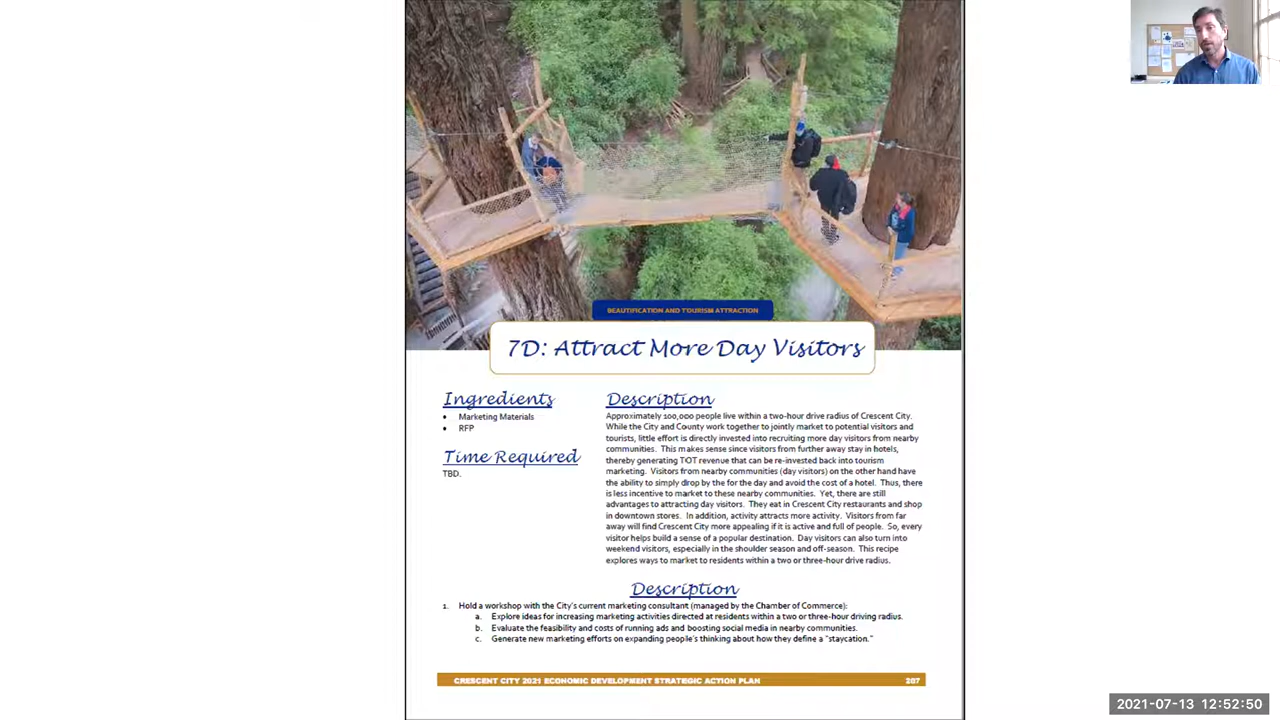 BEAUTIFICATION AND TOURISM ATTRACTION
7D: Attract More Day Visitors
Ingredients
• Marketing Materials
• RFP
Time Required
TBD.
Description
Approximately 100,000 people live within a two-hour drive radius of Crescent City.
While the City and County work together to jointly market to potential visitors and
tourists, little effort is directly invested into recruiting more day visitors from nearby
communities. This makes sense since visitors from further away stay in hotels,
thereby generating TOT revenue that can be re-invested back into tourism
marketing. Visitors from nearby communities (day visitors) on the other hand have
the ability to simply drop by the for the day and avoid the cost of a hotel. Thus, there
is less incentive to market to these nearby communities. Yet, there are still
advantages to attracting day visitors. They eat in Crescent City restaurants and shop
in downtown stores. In addition, activity attracts more activity. Visitors from far
away will find Crescent City more appealing if it is active and full of people. So, every
visitor helps build a sense of a popular destination. Day visitors can also turn into
weekend visitors, especially in the shoulder season and off-season. This recipe
explores ways to market to residents within a two or three-hour drive radius.
Description
1. Hold a workshop with the City's current marketing consultant (managed by the Chamber of Commerce):
a. Explore ideas for increasing marketing activities directed at residents within a two or three-hour driving radius.
b. Evaluate the feasibility and costs of running ads and boosting social media in nearby communities.
c. Generate new marketing efforts on expanding people's thinking about how they define a "staycation."
CRESCENT CITY 2021 ECONOMIC DEVELOPMENT STRATEGIC ACTION PLAN 207
2021-07-13 12:52:50